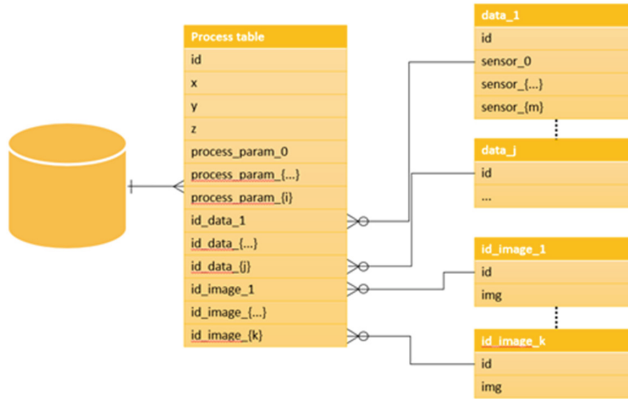 Process table
id
x
y
z
process_param_0
process_param_{...}
process_param_{i}
id_data_1
id_data_{...}
id_data_{j}
id_image_1
id_image_{...}
id_image_{k}
data_1
id
sensor_0
sensor_{...}
sensor_{m}
data_j
id
...
id_image_1
id
img
id_image_k
id
img